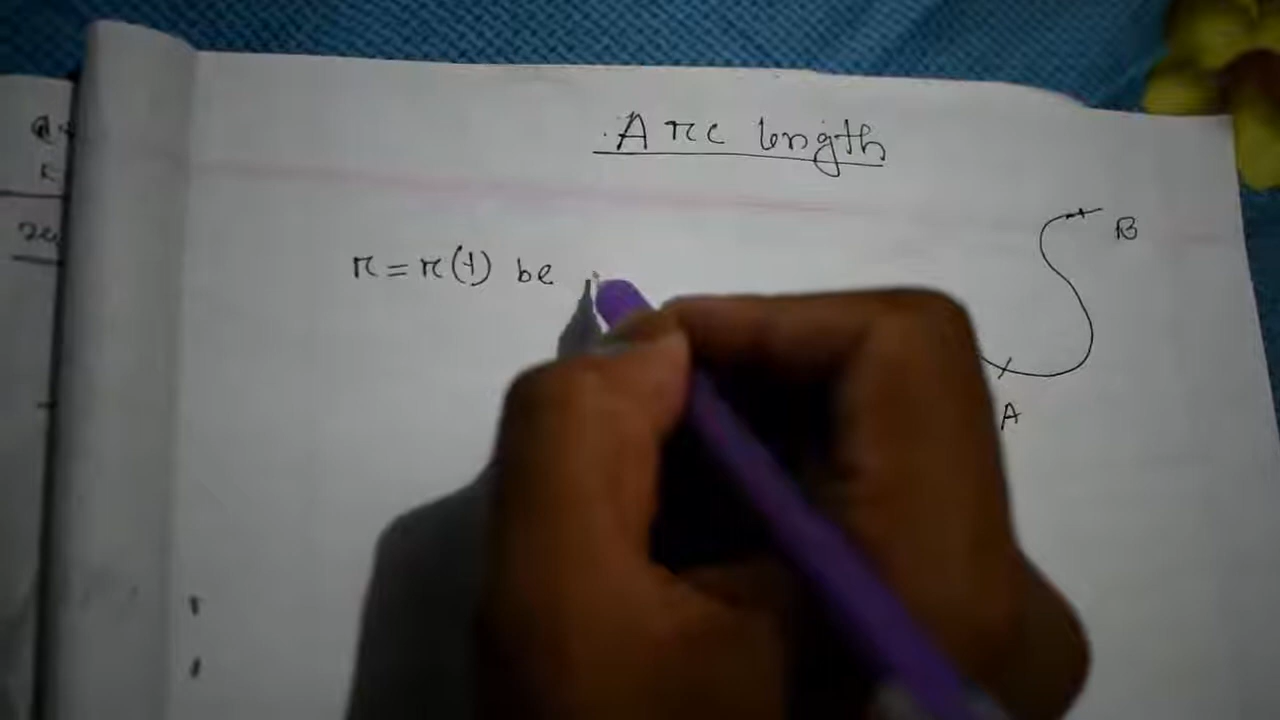 Arc length
r = r(t) be
B
A